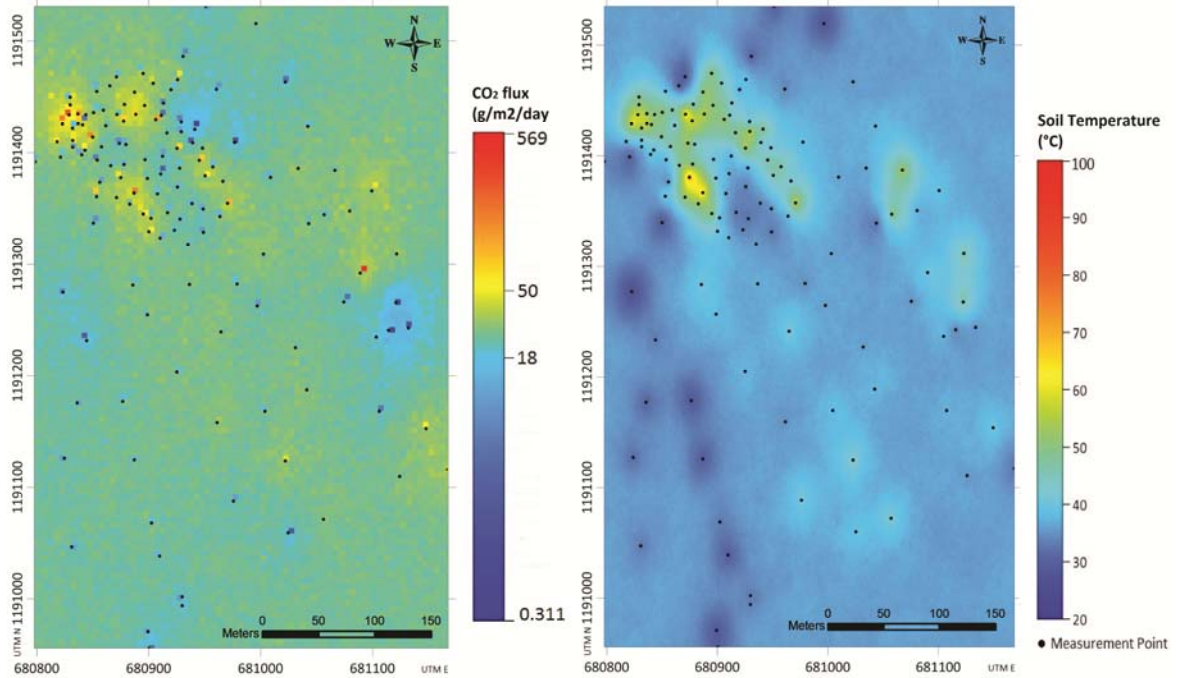 N
W E
S
1191500
1191400
1191300
1191200
1191100
1191000
UTM N
0 50 100 150
Meters
680800 680900 681000 681100 UTM E
CO₂ flux
(g/m2/day
569
50
18
0.311
N
W E
S
1191500
1191400
1191300
1191200
1191100
1191000
UTM N
0 50 100 150
Meters
680800 680900 681000 681100 UTM E
Soil Temperature
(°C)
100
90
80
70
60
50
40
30
20
Measurement Point